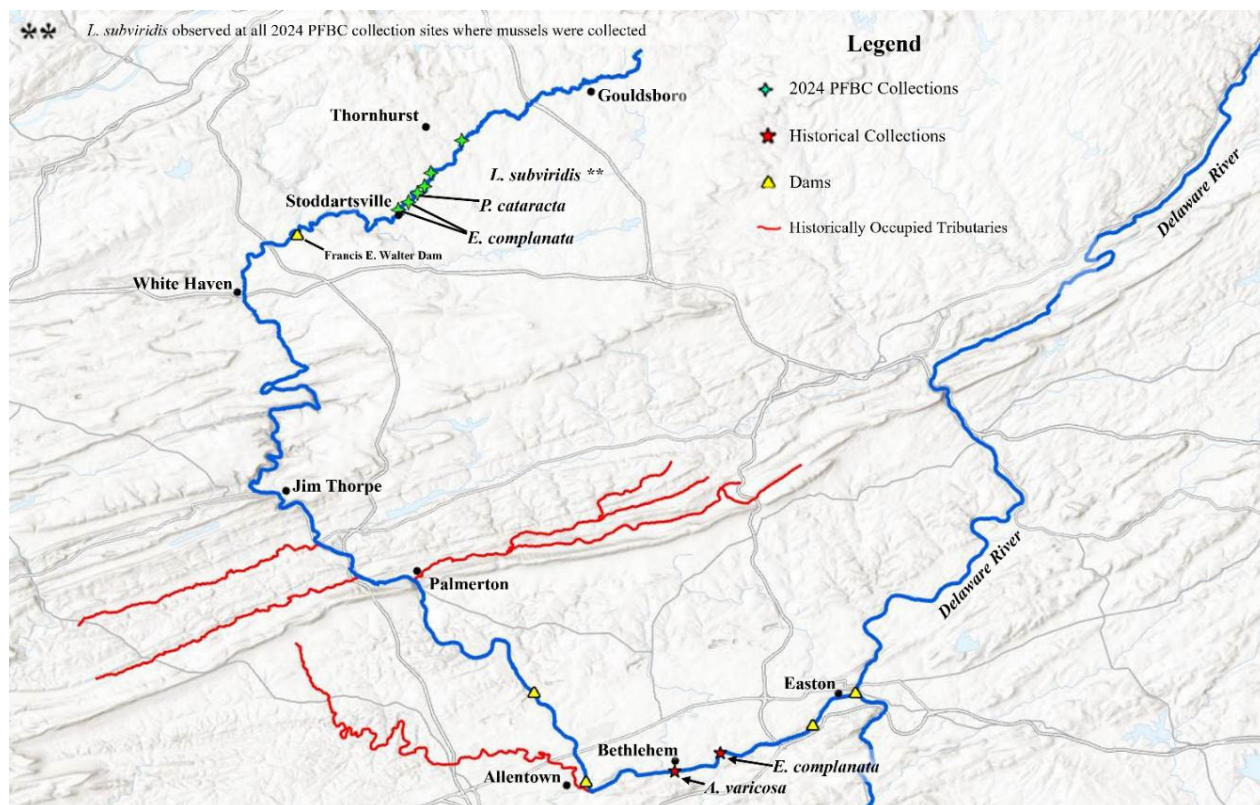 ** L. subviridis observed at all 2024 PFBC collection sites where mussels were collected
Legend
2024 PFBC Collections
Historical Collections
Dams
Historically Occupied Tributaries
Gouldsboro
Thornhurst
L. subviridis **
P. cataracta
Stoddartsville
E. complanata
Francis E. Walter Dam
White Haven
Delaware River
Jim Thorpe
Palmerton
Delaware River
Easton
Bethlehem
E. complanata
Allentown
A. varicosa